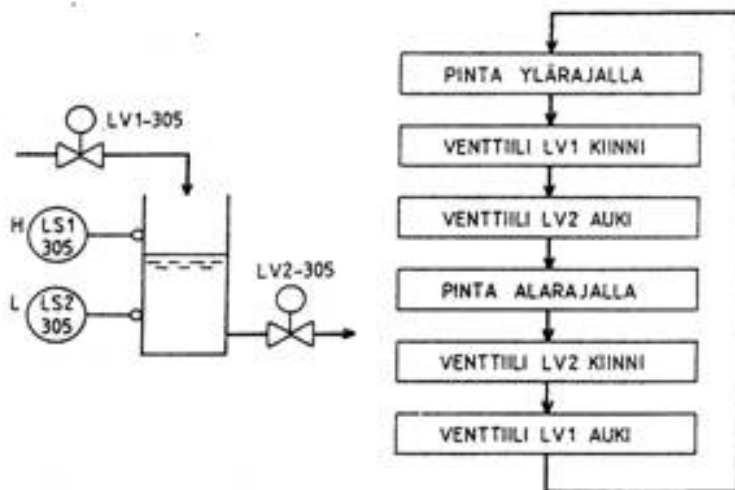 LV1-305
H
LS1
305
L
LS2
305
LV2-305
PINTA YLÄRAJALLA
VENTTIILI LV1 KIINNI
VENTTIILI LV2 AUKI
PINTA ALARAJALLA
VENTTIILI LV2 KIINNI
VENTTIILI LV1 AUKI